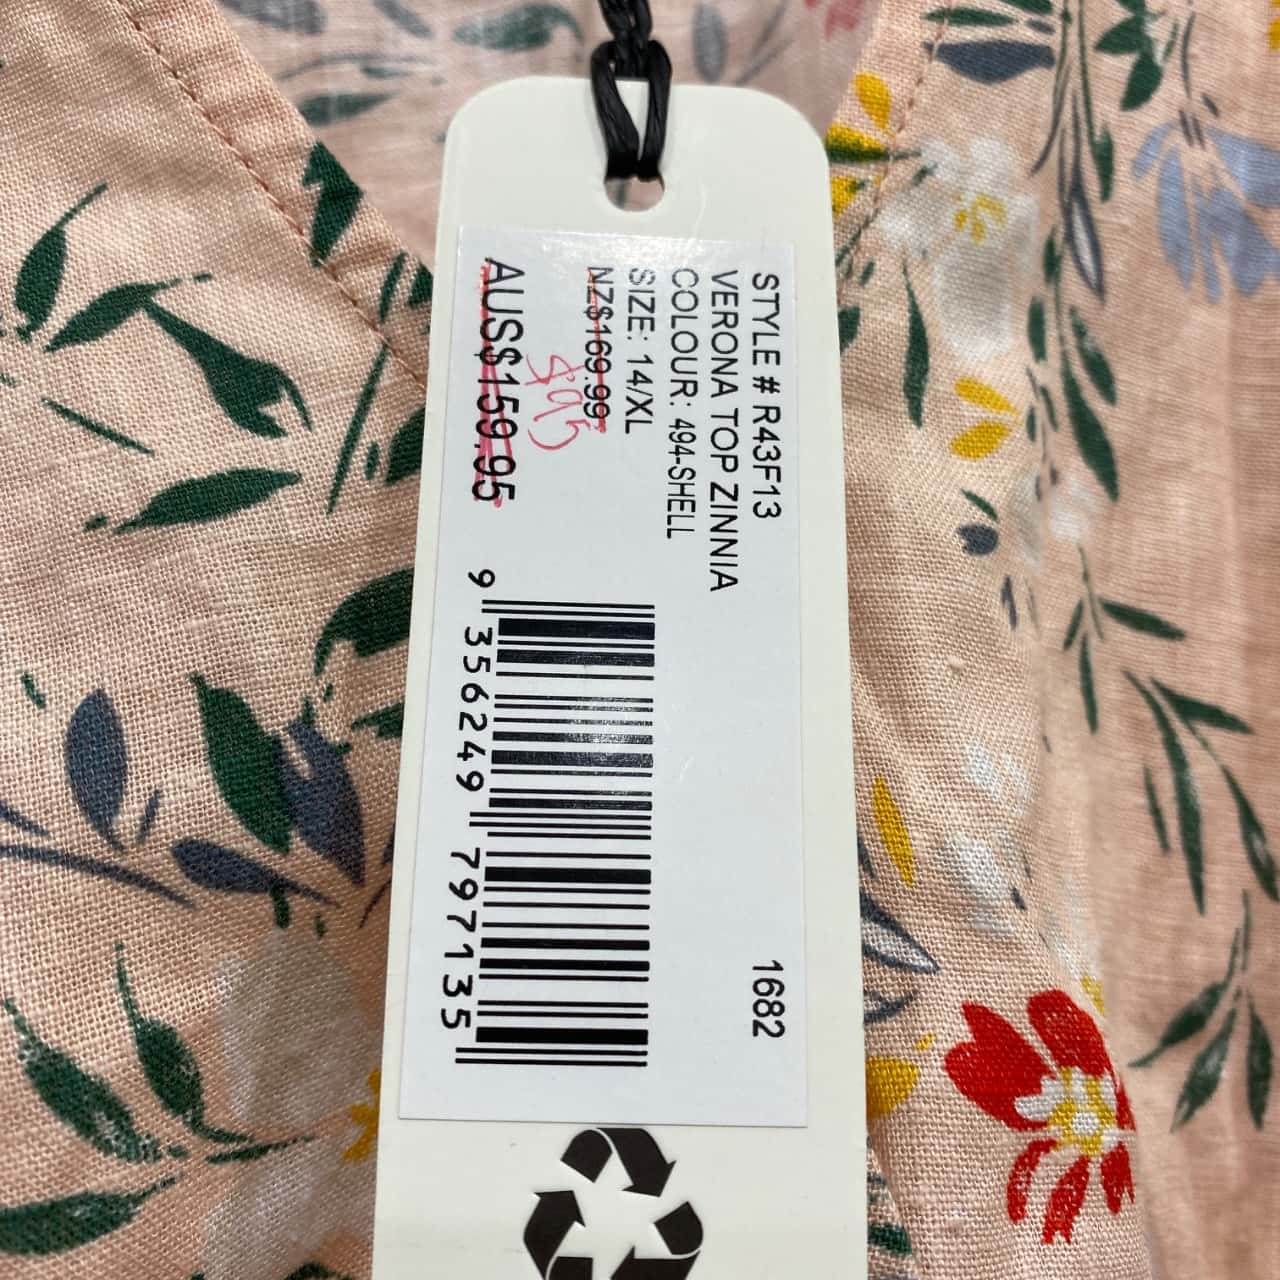 STYLE # R43F13
VERONA TOP ZINNIA
COLOUR: 494-SHELL
SIZE: 14/XL
NZ$169.99
$95
AUS$159.95
1682
9 356249 797135